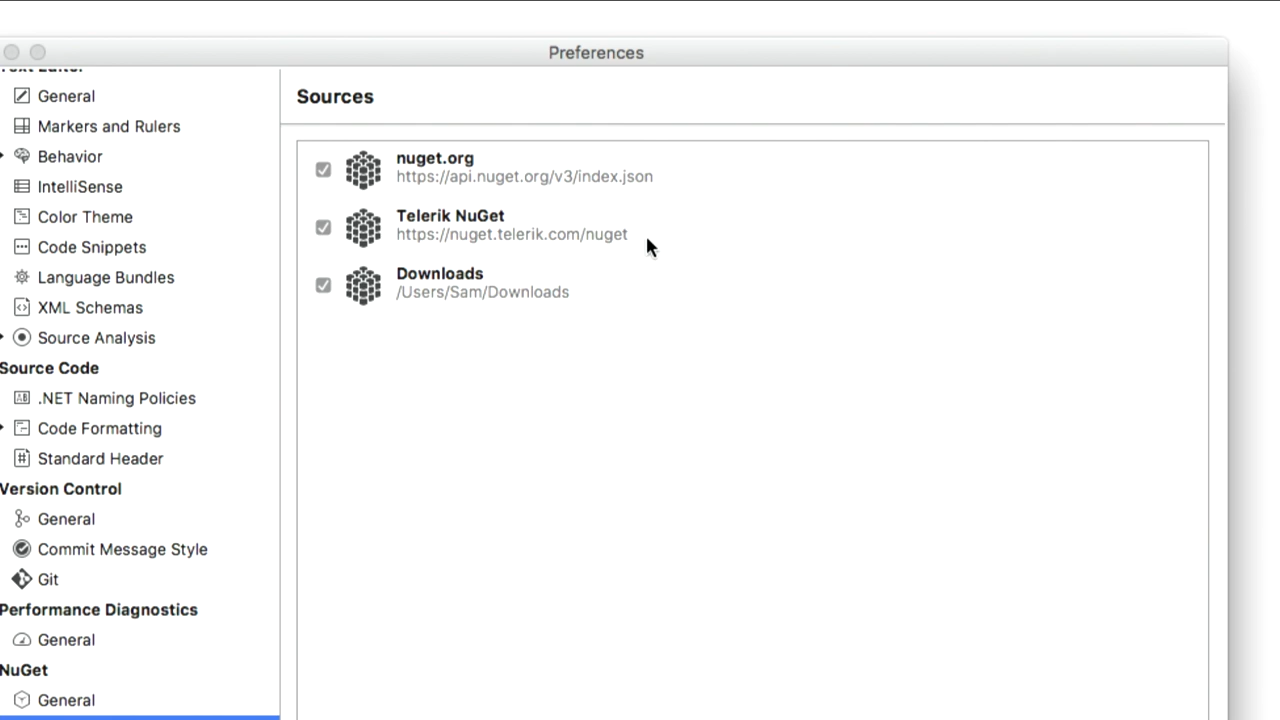 Preferences
Text Editor
General
Markers and Rulers
Behavior
IntelliSense
Color Theme
Code Snippets
Language Bundles
XML Schemas
Source Analysis
Source Code
.NET Naming Policies
Code Formatting
Standard Header
Version Control
General
Commit Message Style
Git
Performance Diagnostics
General
NuGet
General
Sources
nuget.org
https://api.nuget.org/v3/index.json
Telerik NuGet
https://nuget.telerik.com/nuget
Downloads
/Users/Sam/Downloads